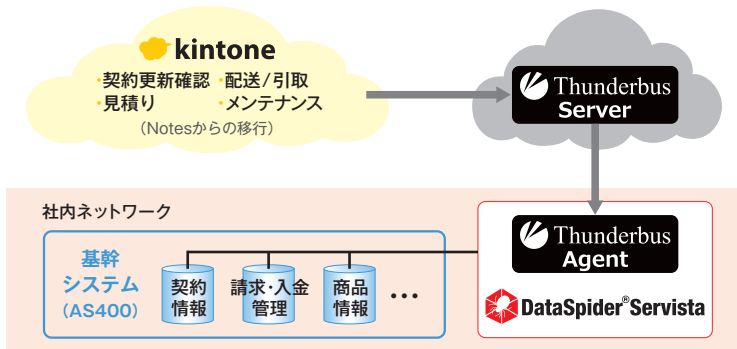 kintone
・契約更新確認 ・配送/引取
・見積り ・メンテナンス
（Notesからの移行）
Thunderbus
Server
社内ネットワーク
基幹
システム
（AS400）
契約
情報
請求・入金
管理
商品
情報
•••
Thunderbus
Agent
DataSpider®Servista